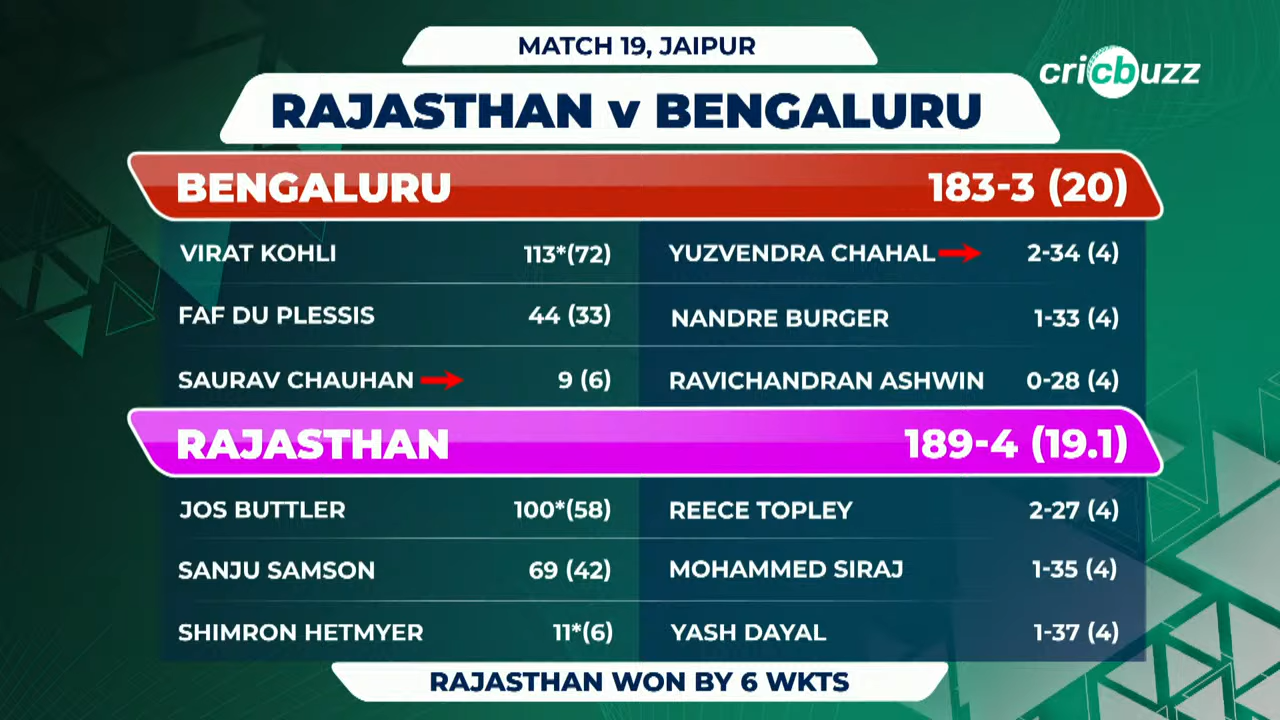 MATCH 19, JAIPUR
cricbuzz
RAJASTHAN v BENGALURU
BENGALURU 183-3 (20)
VIRAT KOHLI 113*(72) YUZVENDRA CHAHAL 2-34 (4)
FAF DU PLESSIS 44 (33) NANDRE BURGER 1-33 (4)
SAURAV CHAUHAN 9 (6) RAVICHANDRAN ASHWIN 0-28 (4)
RAJASTHAN 189-4 (19.1)
JOS BUTTLER 100*(58) REECE TOPLEY 2-27 (4)
SANJU SAMSON 69 (42) MOHAMMED SIRAJ 1-35 (4)
SHIMRON HETMYER 11*(6) YASH DAYAL 1-37 (4)
RAJASTHAN WON BY 6 WKTS